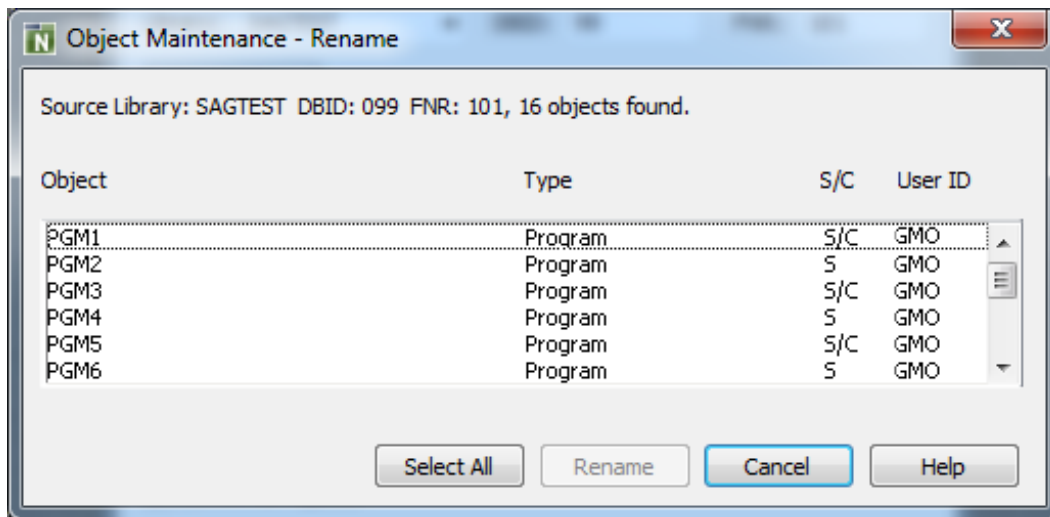 Object Maintenance - Rename
Source Library: SAGTEST DBID: 099 FNR: 101, 16 objects found.
Object Type S/C User ID
PGM1 Program S/C GMO
PGM2 Program S GMO
PGM3 Program S/C GMO
PGM4 Program S GMO
PGM5 Program S/C GMO
PGM6 Program S GMO
Select All Rename Cancel Help